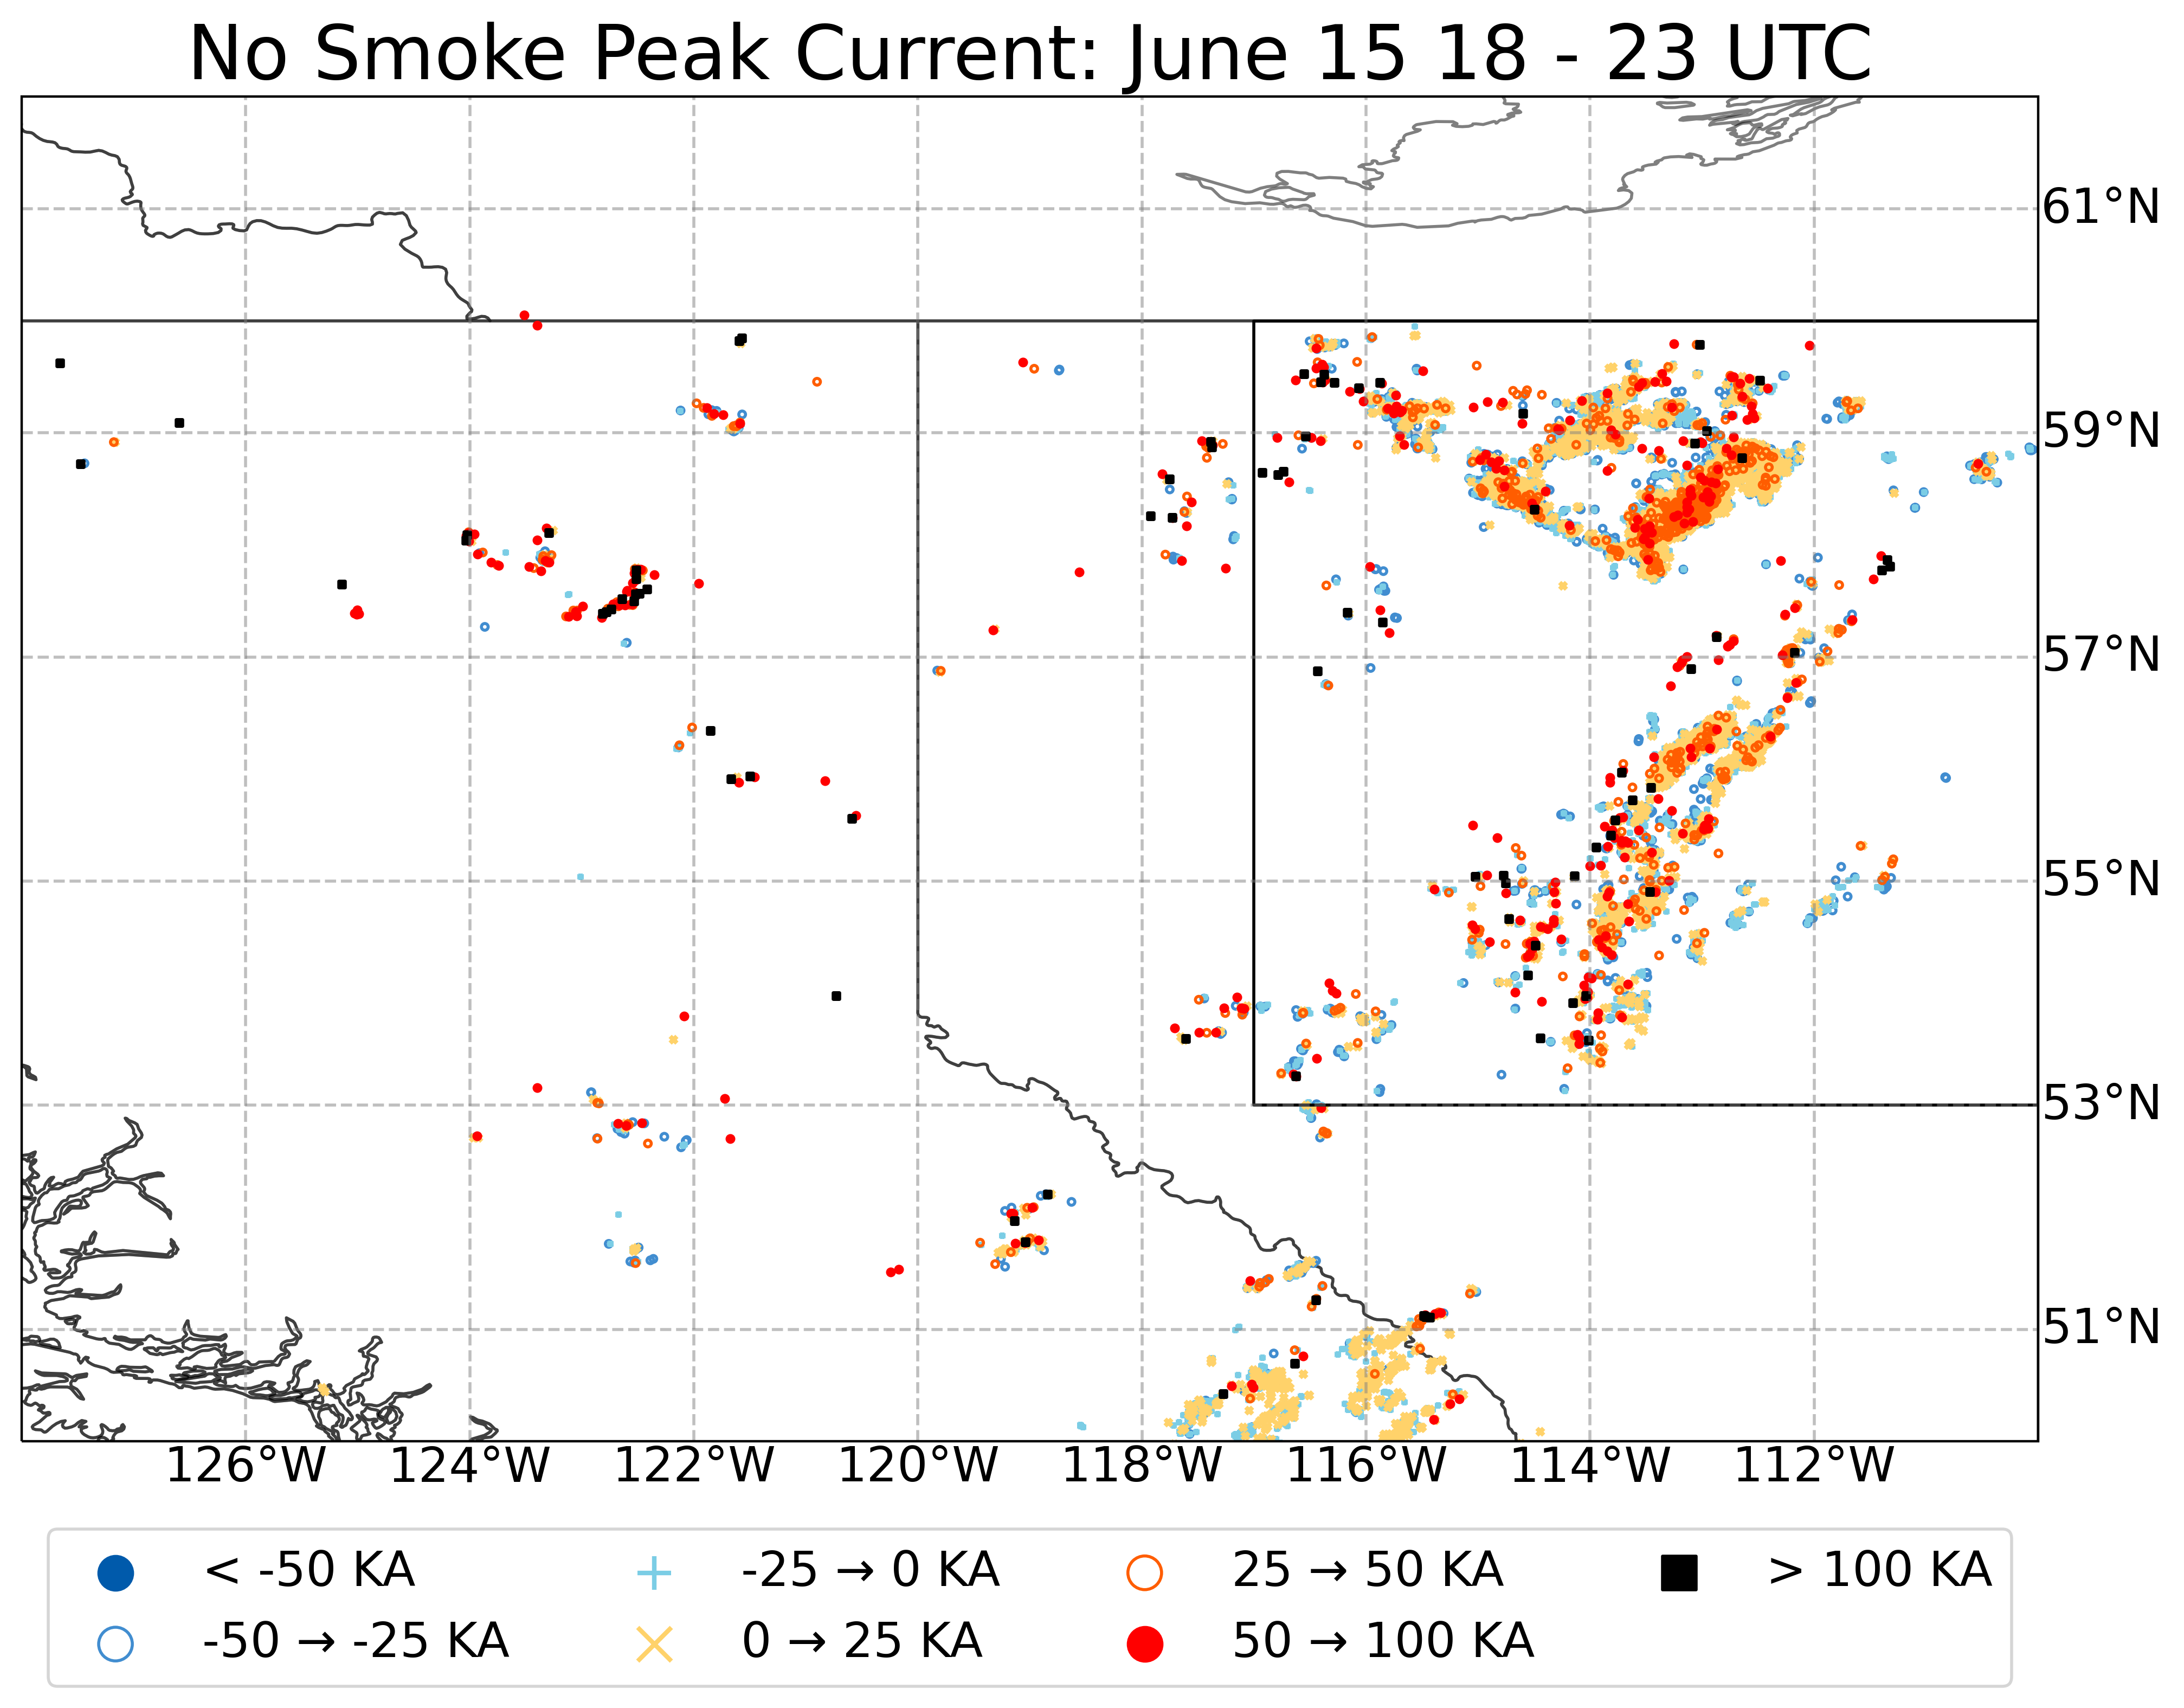 No Smoke Peak Current: June 15 18 - 23 UTC
61°N
59°N
57°N
55°N
53°N
51°N
126°W 124°W 122°W 120°W 118°W 116°W 114°W 112°W
< -50 KA -25 → 0 KA 25 → 50 KA > 100 KA
-50 → -25 KA 0 → 25 KA 50 → 100 KA